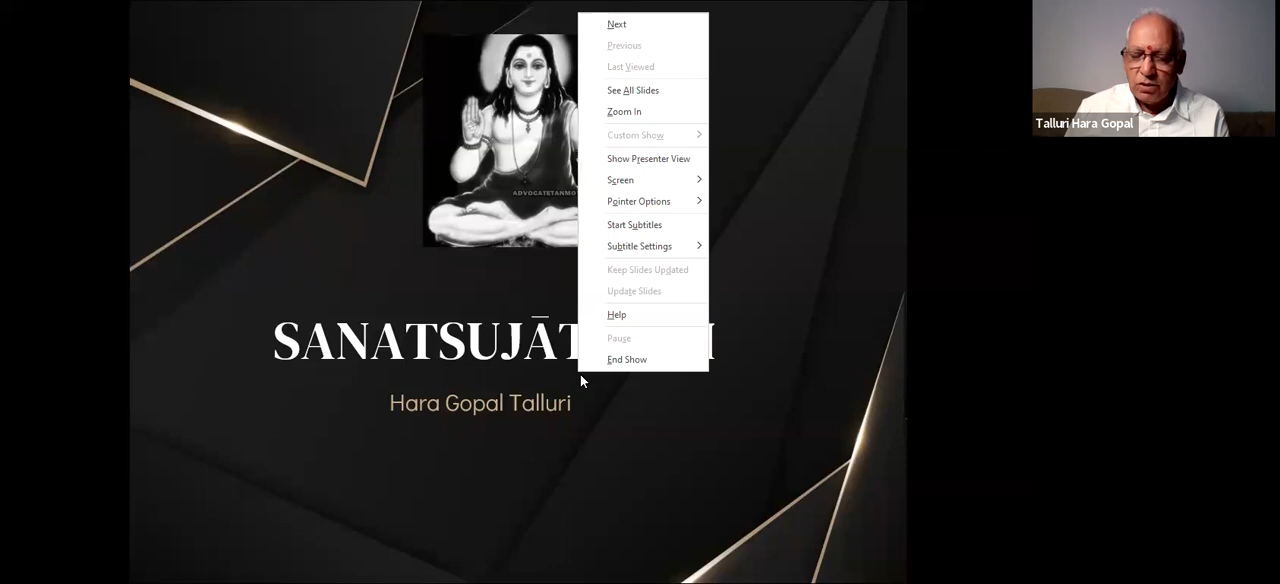 Next
Previous
Last Viewed
See All Slides
Zoom In
Custom Show
Show Presenter View
Screen
Pointer Options
Start Subtitles
Subtitle Settings
Keep Slides Updated
Update Slides
Help
Pause
End Show
ADVOCATETANMO
SANATSUJĀT
Hara Gopal Talluri
Talluri Hara Gopal